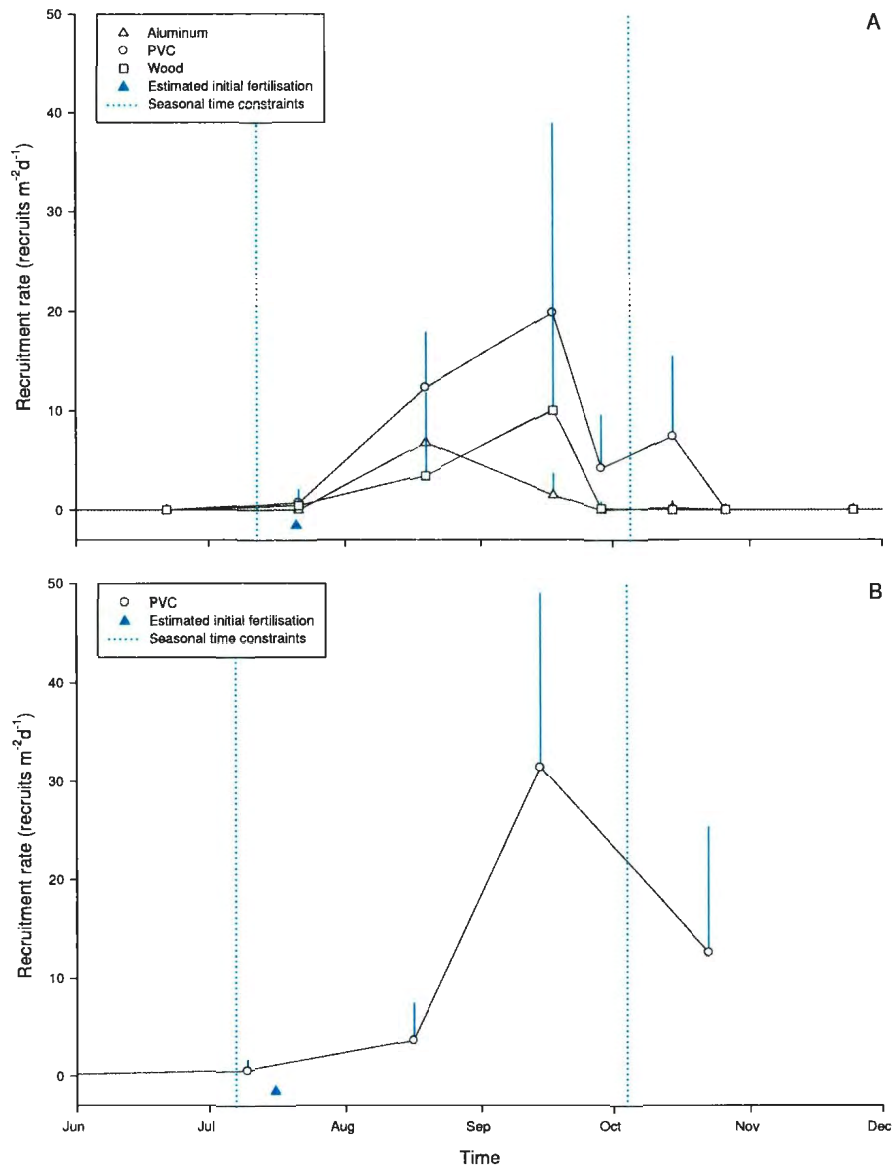 A
Aluminum
PVC
Wood
Estimated initial fertilisation
Seasonal time constraints
Recruitment rate (recruits m⁻²d⁻¹)
50
40
30
20
10
0
B
PVC
Estimated initial fertilisation
Seasonal time constraints
Recruitment rate (recruits m⁻²d⁻¹)
50
40
30
20
10
0
Jun Jul Aug Sep Oct Nov Dec
Time